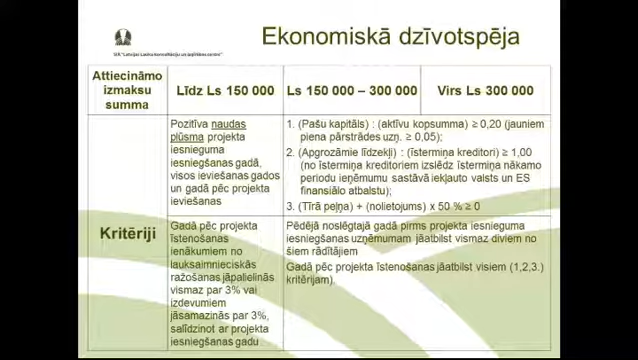 Ekonomiskā dzīvotspēja
SIA "Latvijas Lauku konsultāciju un izglītības centrs"
Attiecināmo
izmaksu
summa
Līdz Ls 150 000
Ls 150 000 – 300 000
Virs Ls 300 000
Kritēriji
Pozitīva naudas
plūsma projekta
iesnieguma
iesniegšanas gadā,
visos ieviešanas gados
un gadā pēc projekta
ieviešanas
1. (Pašu kapitāls) : (aktīvu kopsumma) ≥ 0,20 (jauniem
piena pārstrādes uzņ. ≥ 0,05);
2. (Apgrozāmie līdzekļi) : (īstermiņa kreditori) ≥ 1,00
(no īstermiņa kreditoriem izslēdz īstermiņa nākamo
periodu ieņēmumu sastāvā iekļauto valsts un ES
finansiālo atbalstu);
3. (Tīrā peļņa) + (nolietojums) x 50 % ≥ 0
Gadā pēc projekta
īstenošanas
ienākumiem no
lauksaimnieciskās
ražošanas jāpalielinās
vismaz par 3% vai
izdevumiem
jāsamazinās par 3%,
salīdzinot ar projekta
iesniegšanas gadu
Pēdējā noslēgtajā gadā pirms projekta iesnieguma
iesniegšanas uzņēmumam jāatbilst vismaz diviem no
šiem rādītājiem
Gadā pēc projekta īstenošanas jāatbilst visiem (1,2,3.)
kritērijam).